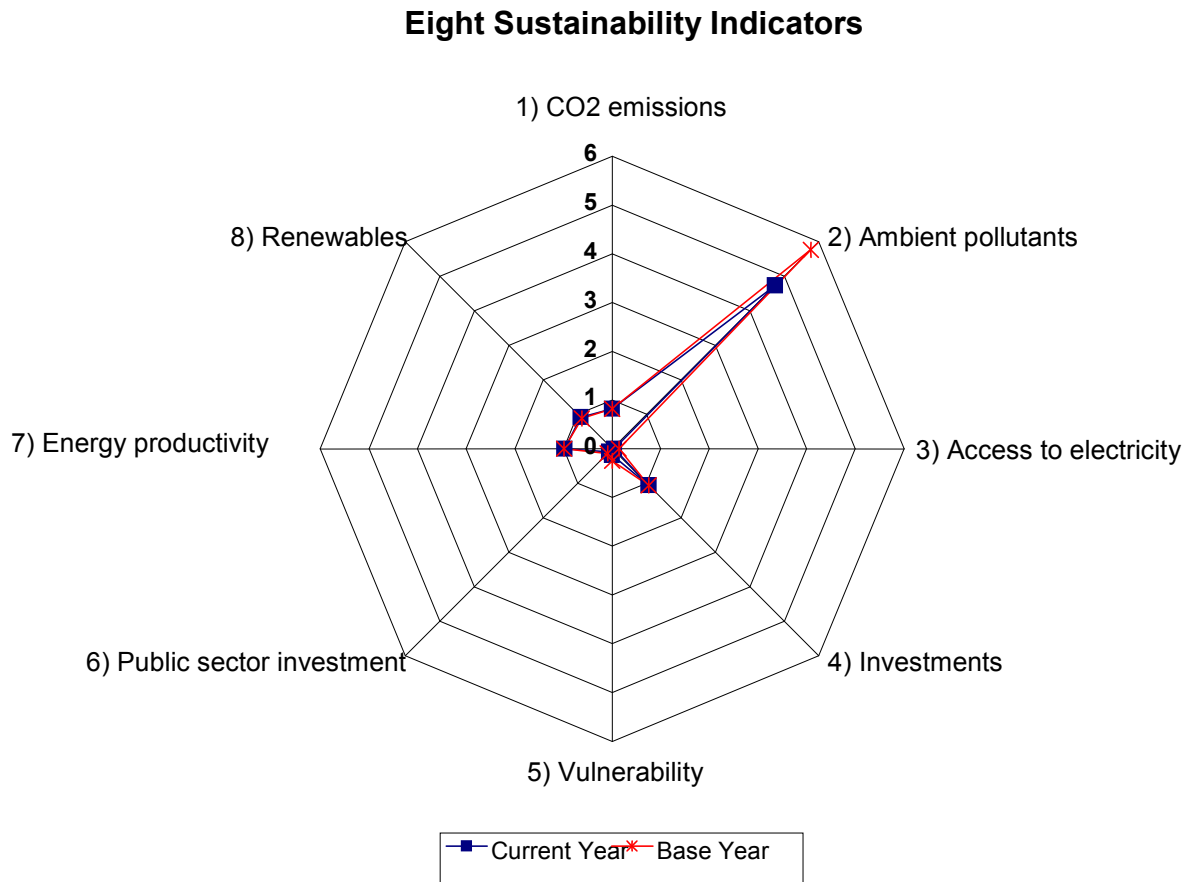 Eight Sustainability Indicators
1) CO2 emissions
6
5
4
3
2
1
0
8) Renewables
2) Ambient pollutants
7) Energy productivity
3) Access to electricity
6) Public sector investment
4) Investments
5) Vulnerability
Current Year
Base Year